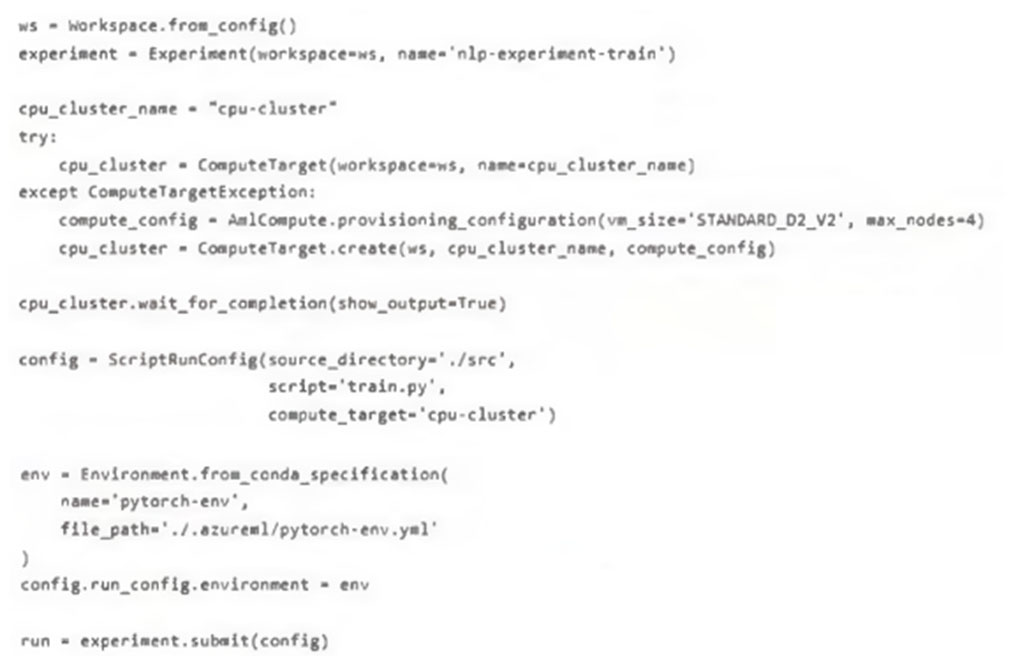 ws = Workspace.from_config()
experiment = Experiment(workspace=ws, name='nlp-experiment-train')
cpu_cluster_name = "cpu-cluster"
try:
    cpu_cluster = ComputeTarget(workspace=ws, name=cpu_cluster_name)
except ComputeTargetException:
    compute_config = AmlCompute.provisioning_configuration(vm_size='STANDARD_D2_V2', max_nodes=4)
    cpu_cluster = ComputeTarget.create(ws, cpu_cluster_name, compute_config)
cpu_cluster.wait_for_completion(show_output=True)
config = ScriptRunConfig(source_directory='./src',
                         script='train.py',
                         compute_target='cpu-cluster')
env = Environment.from_conda_specification(
    name='pytorch-env',
    file_path='./.azureml/pytorch-env.yml'
)
config.run_config.environment = env
run = experiment.submit(config)